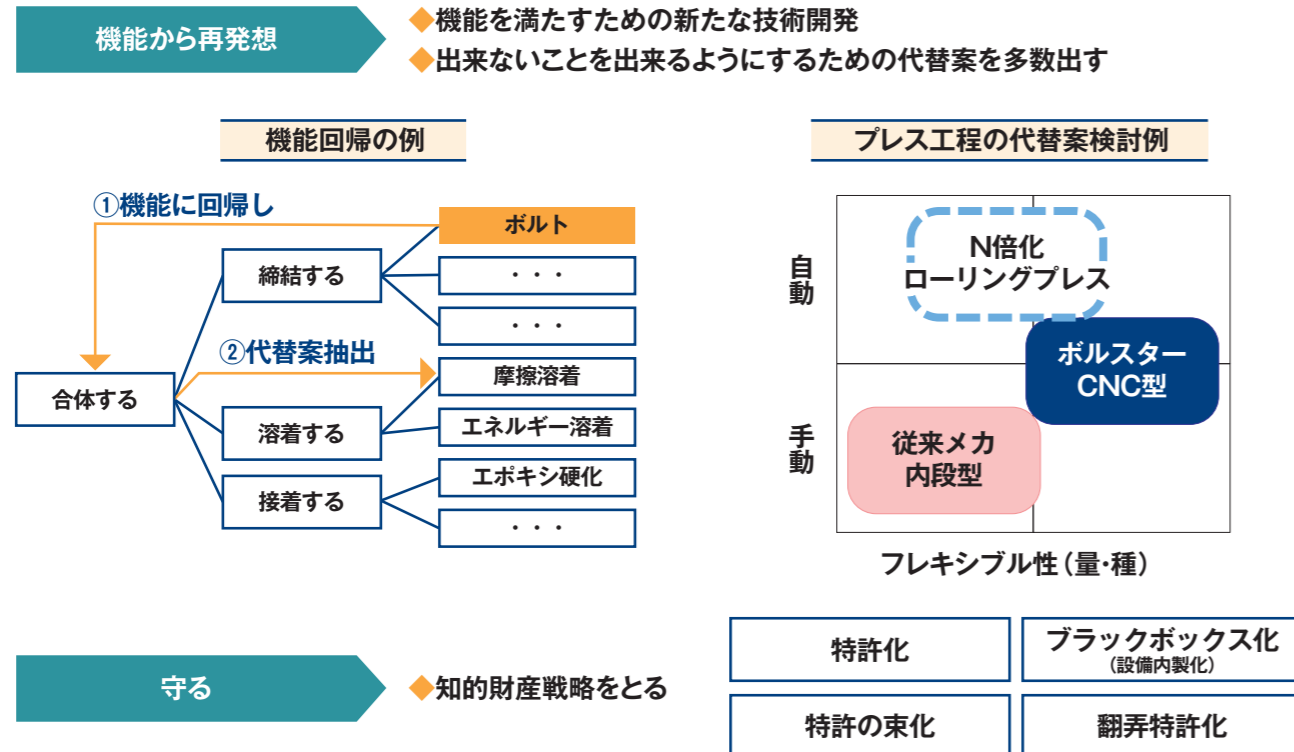 機能から再発想
◆機能を満たすための新たな技術開発
◆出来ないことを出来るようにするための代替案を多数出す
機能回帰の例
①機能に回帰し
ボルト
締結する
・・・
・・・
②代替案抽出
合体する
摩擦溶着
溶着する
エネルギー溶着
接着する
エポキシ硬化
・・・
プレス工程の代替案検討例
自動
N倍化
ローリングプレス
ボルスター
CNC型
手動
従来メカ
内段型
フレキシブル性(量・種)
守る
◆知的財産戦略をとる
特許化
ブラックボックス化
(設備内製化)
特許の束化
翻弄特許化